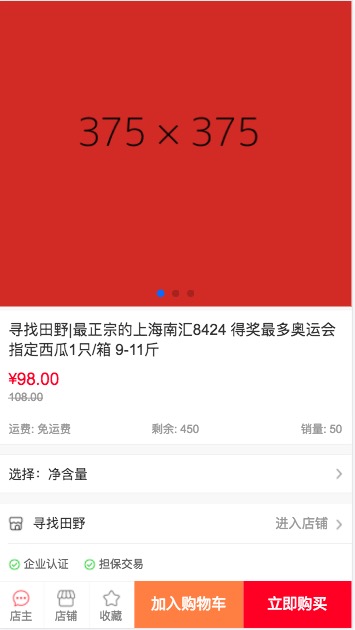 375 × 375
寻找田野|最正宗的上海南汇8424 得奖最多奥运会
指定西瓜1只/箱 9-11斤
¥98.00
108.00
运费: 免运费 剩余: 450 销量: 50
选择：净含量
寻找田野 进入店铺
企业认证 担保交易
店主 店铺 收藏 加入购物车 立即购买